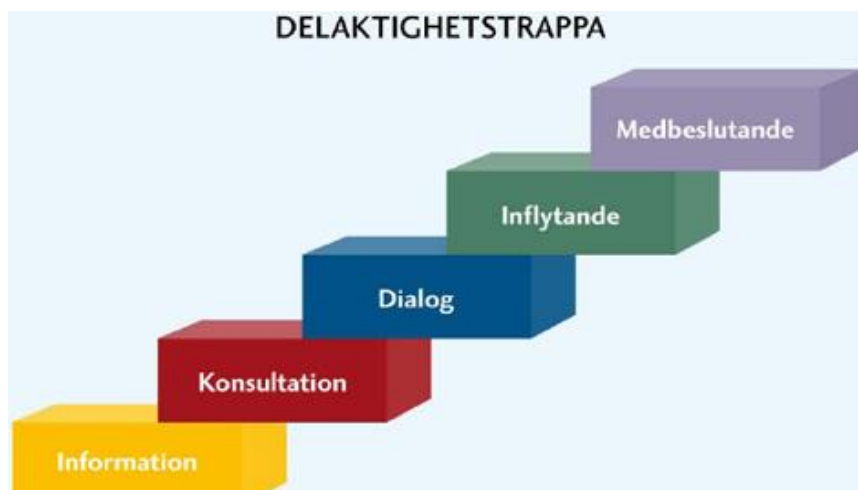 DELAKTIGHETSTRAPPA
Medbeslutande
Inflytande
Dialog
Konsultation
Information